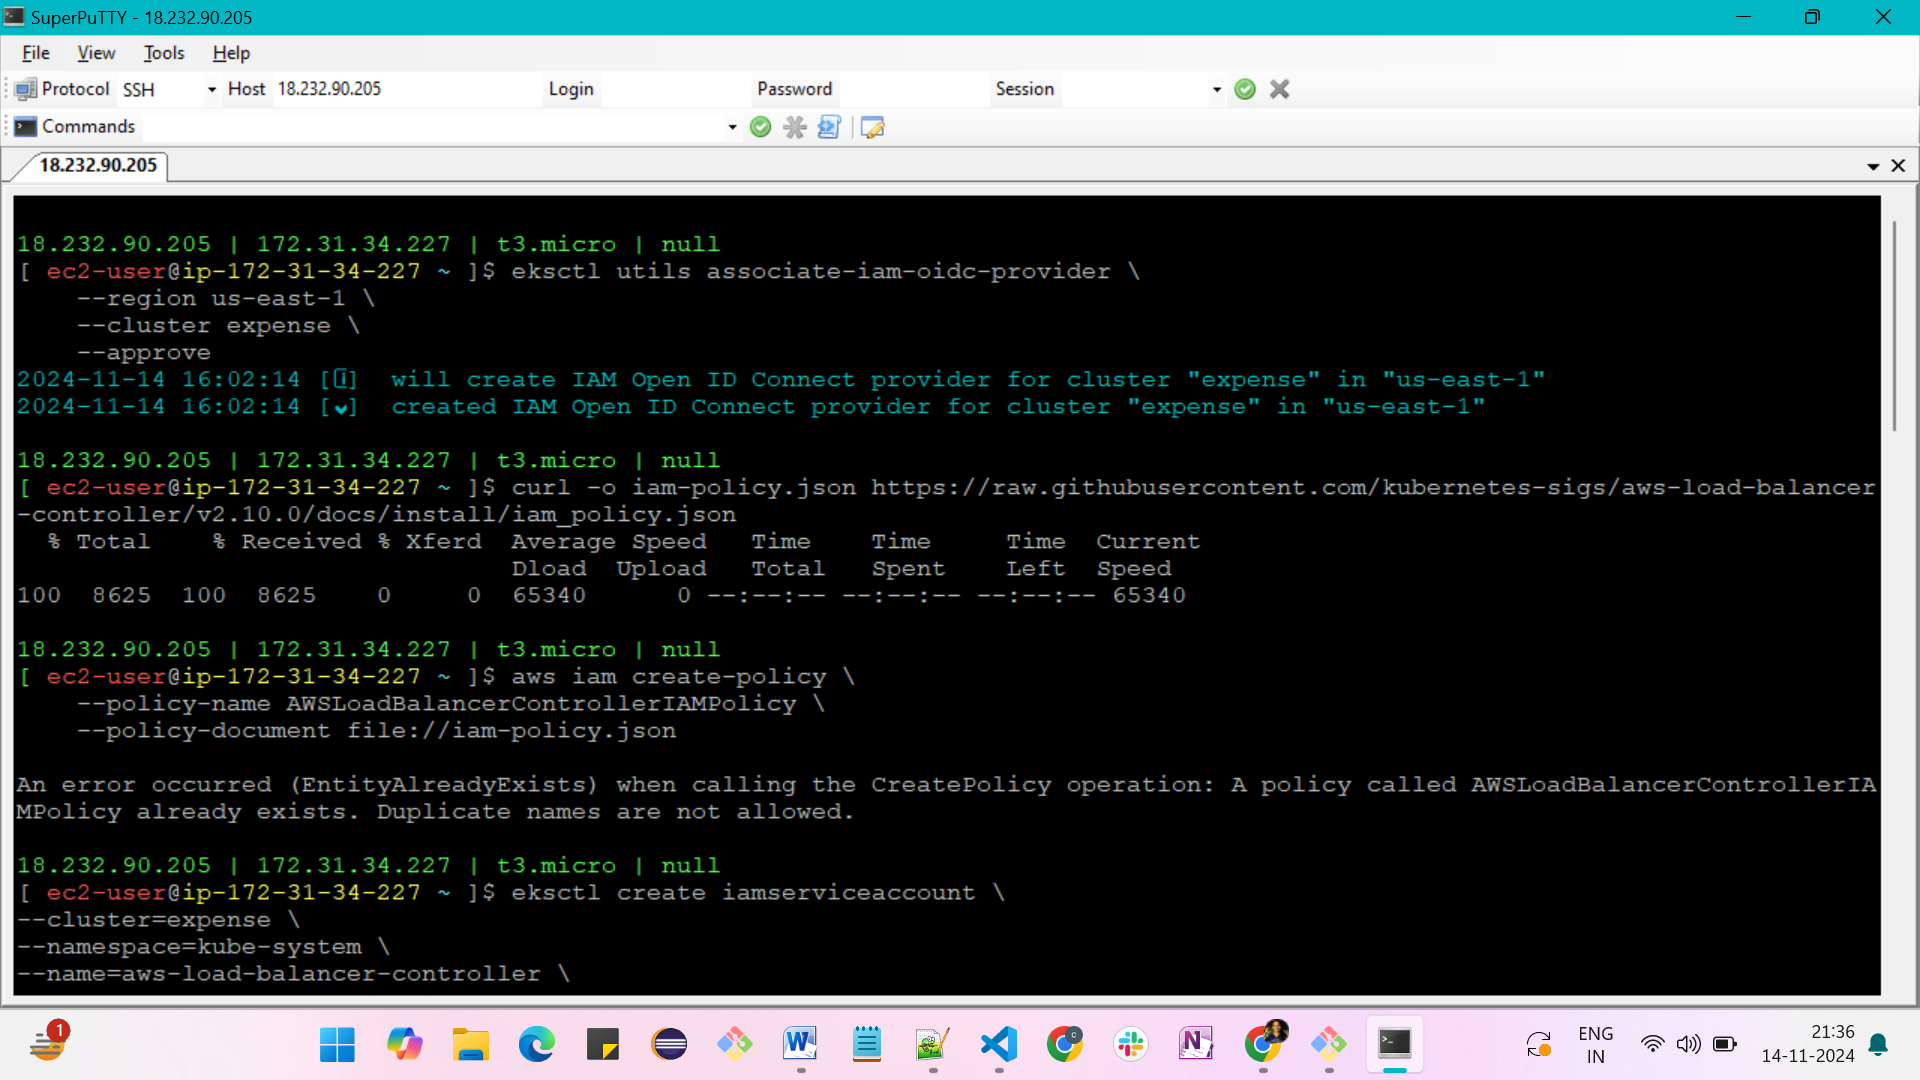 SuperPuTTY - 18.232.90.205
File View Tools Help
Protocol SSH Host 18.232.90.205 Login Password Session
Commands
18.232.90.205
18.232.90.205 | 172.31.34.227 | t3.micro | null
[ ec2-user@ip-172-31-34-227 ~ ]$ eksctl utils associate-iam-oidc-provider \
    --region us-east-1 \
    --cluster expense \
    --approve
2024-11-14 16:02:14 [i]  will create IAM Open ID Connect provider for cluster "expense" in "us-east-1"
2024-11-14 16:02:14 [✔]  created IAM Open ID Connect provider for cluster "expense" in "us-east-1"
18.232.90.205 | 172.31.34.227 | t3.micro | null
[ ec2-user@ip-172-31-34-227 ~ ]$ curl -o iam-policy.json https://raw.githubusercontent.com/kubernetes-sigs/aws-load-balancer
-controller/v2.10.0/docs/install/iam_policy.json
  % Total    % Received % Xferd  Average Speed   Time    Time     Time  Current
                                 Dload  Upload   Total   Spent    Left  Speed
100  8625  100  8625    0     0  65340      0 --:--:-- --:--:-- --:--:-- 65340
18.232.90.205 | 172.31.34.227 | t3.micro | null
[ ec2-user@ip-172-31-34-227 ~ ]$ aws iam create-policy \
    --policy-name AWSLoadBalancerControllerIAMPolicy \
    --policy-document file://iam-policy.json
An error occurred (EntityAlreadyExists) when calling the CreatePolicy operation: A policy called AWSLoadBalancerControllerIA
MPolicy already exists. Duplicate names are not allowed.
18.232.90.205 | 172.31.34.227 | t3.micro | null
[ ec2-user@ip-172-31-34-227 ~ ]$ eksctl create iamserviceaccount \
--cluster=expense \
--namespace=kube-system \
--name=aws-load-balancer-controller \
1
ENG
IN
21:36
14-11-2024